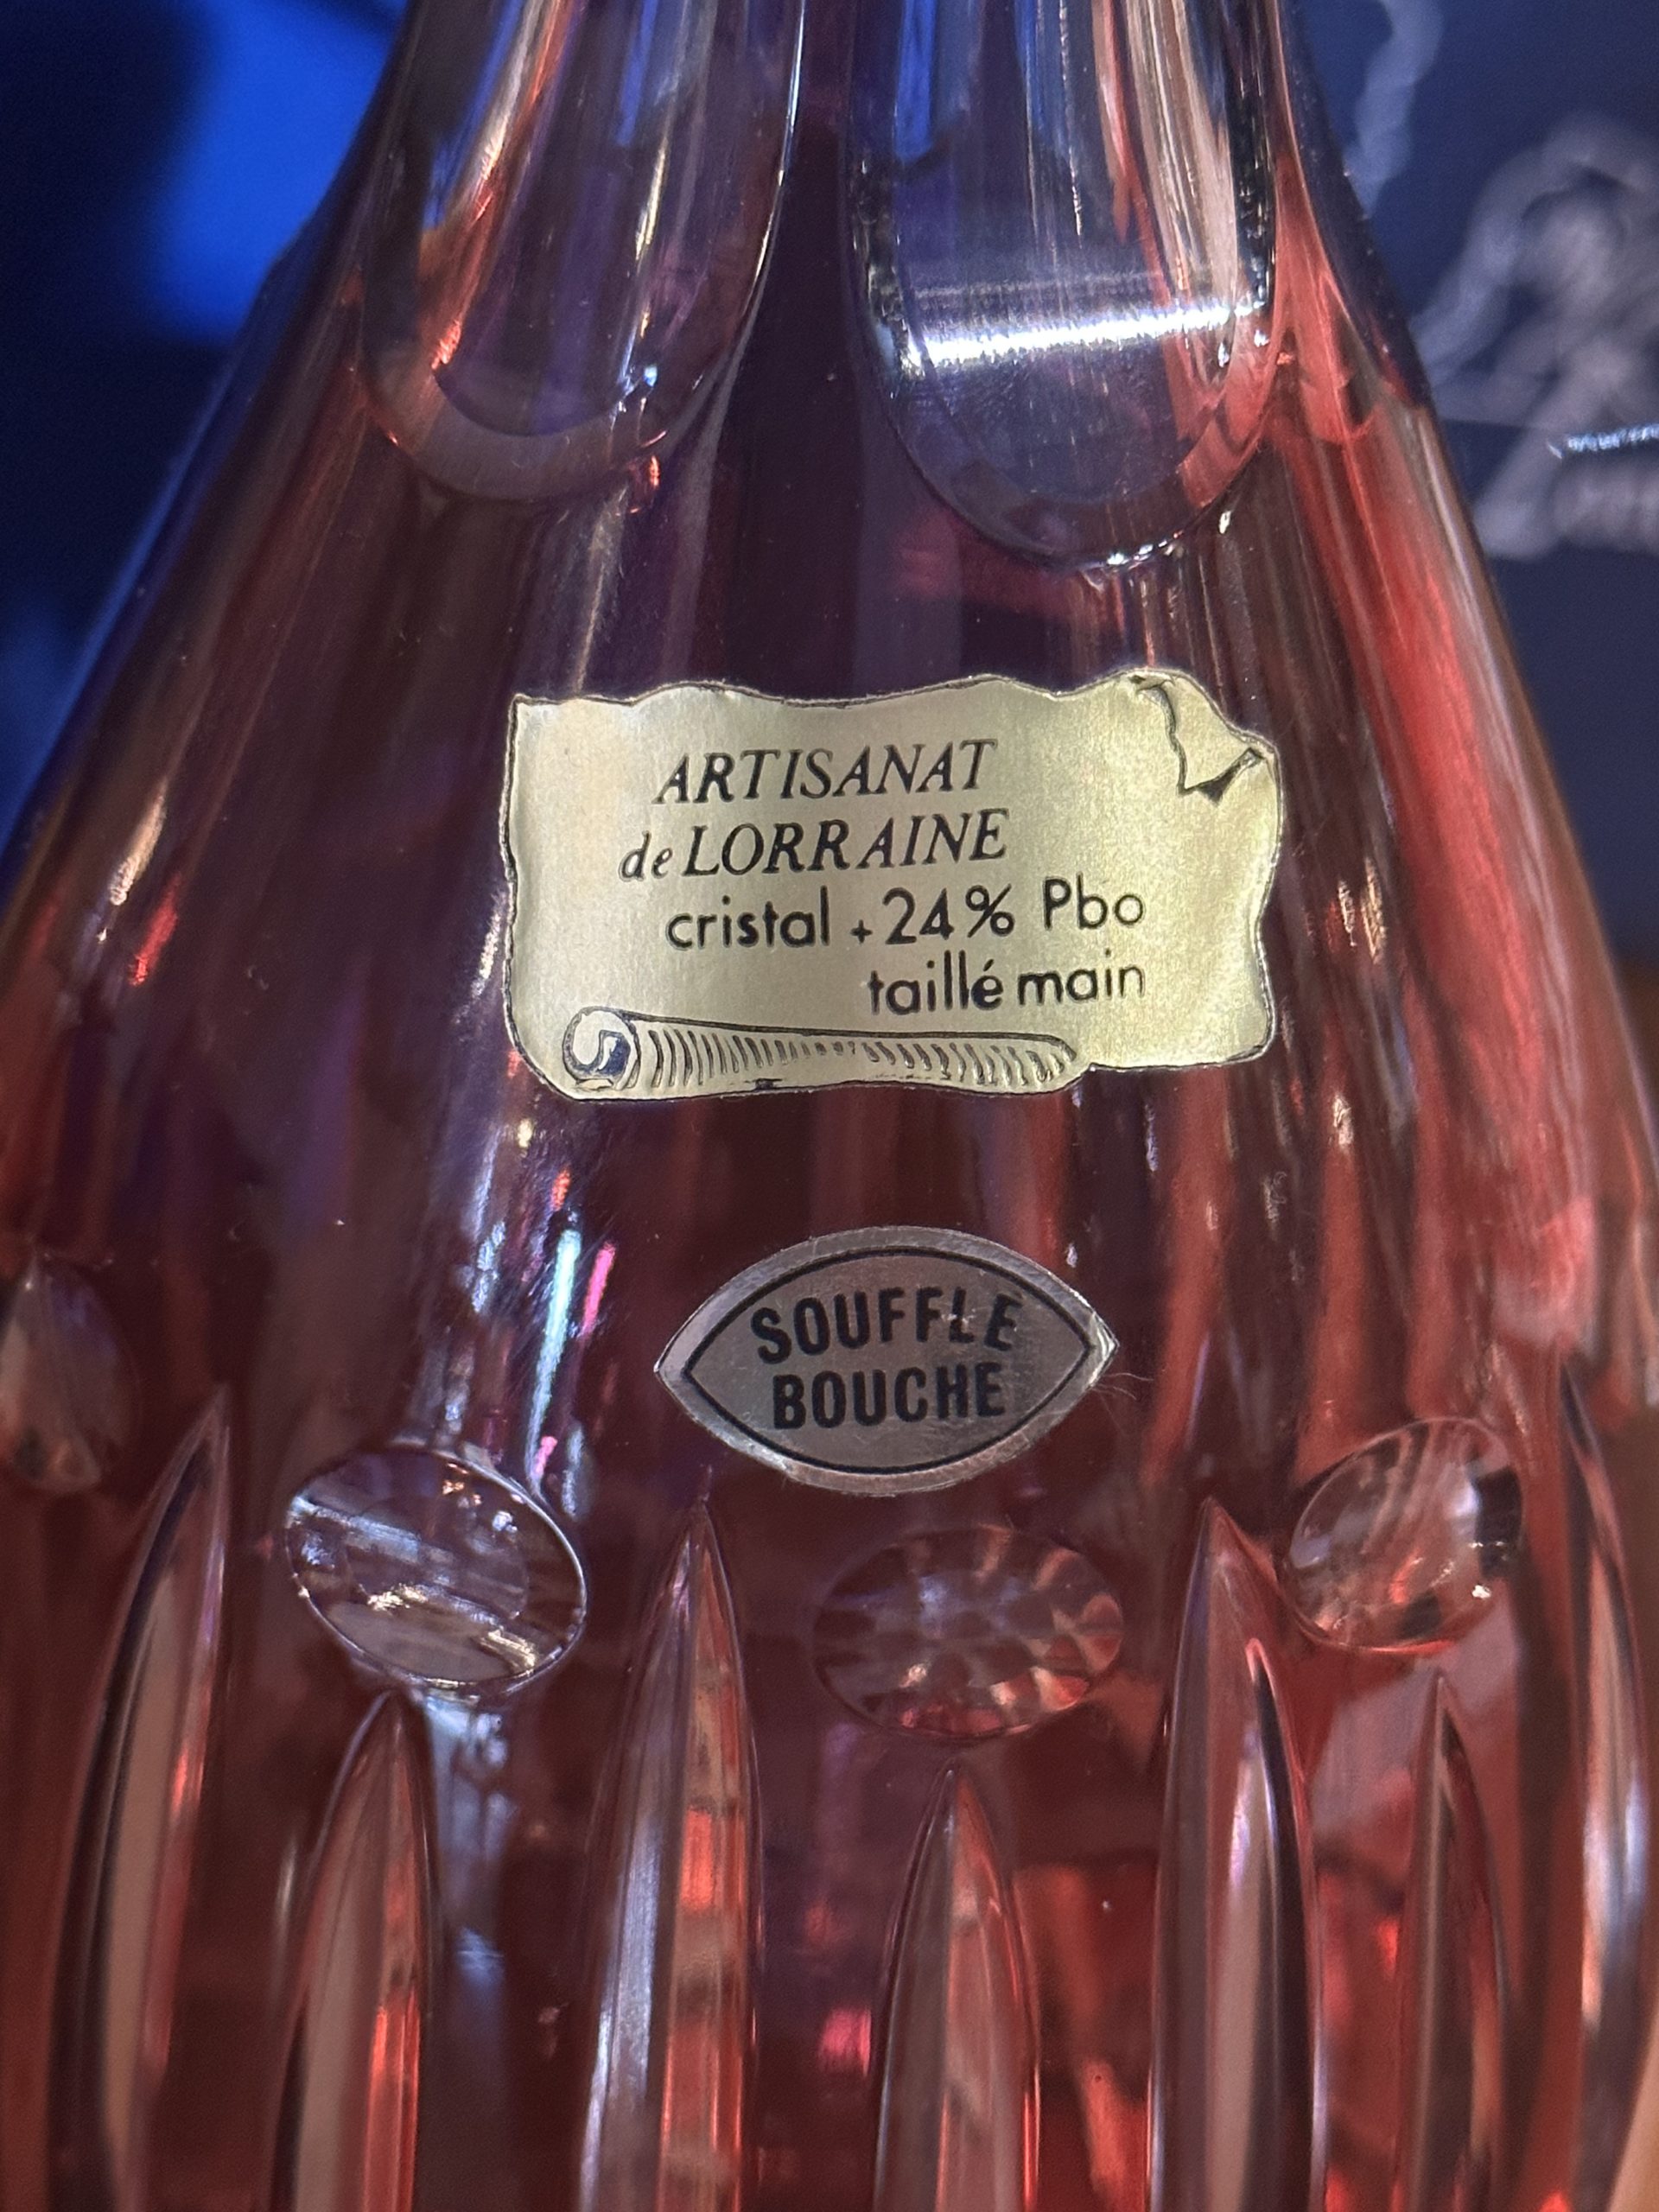 ARTISANAT
de LORRAINE
cristal + 24% Pbo
taillé main
SOUFFLE
BOUCHE